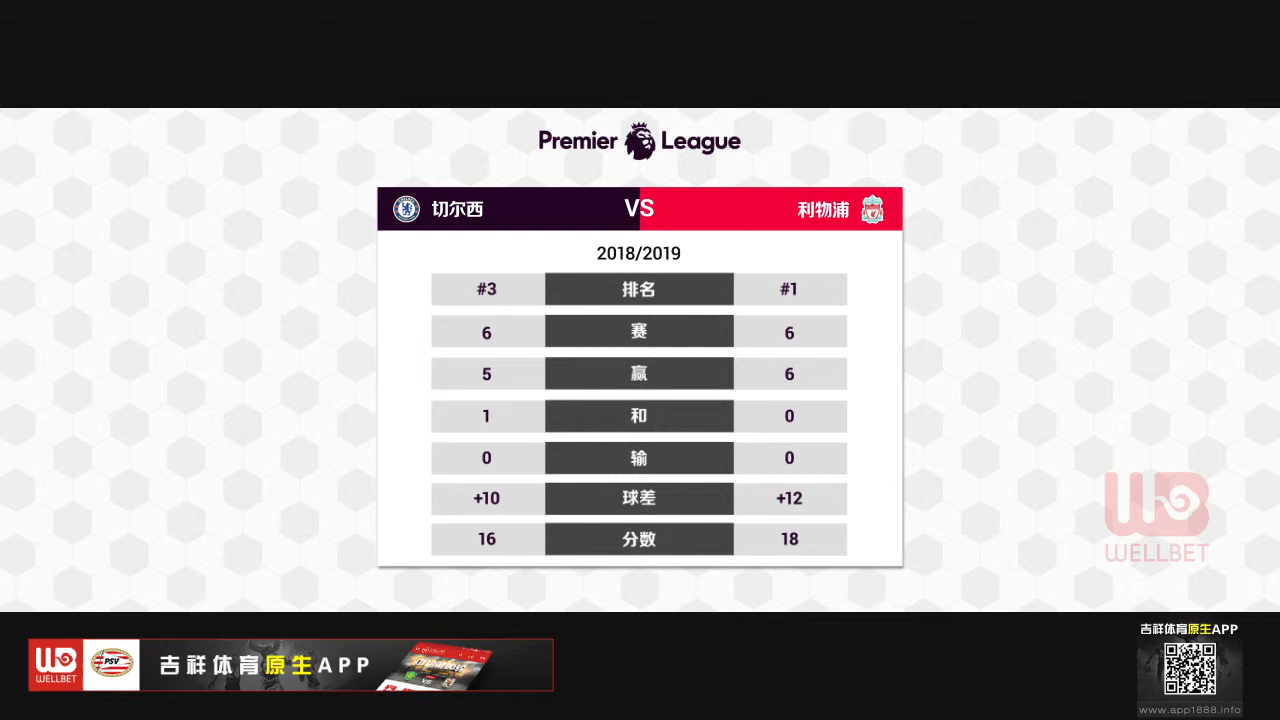 Premier League
切尔西 VS 利物浦
2018/2019
#3 排名 #1
6 赛 6
5 赢 6
1 和 0
0 输 0
+10 球差 +12
16 分数 18
WELLBET
吉祥体育原生APP
WELLBET
PSV
吉祥体育原生APP
www.app1888.info